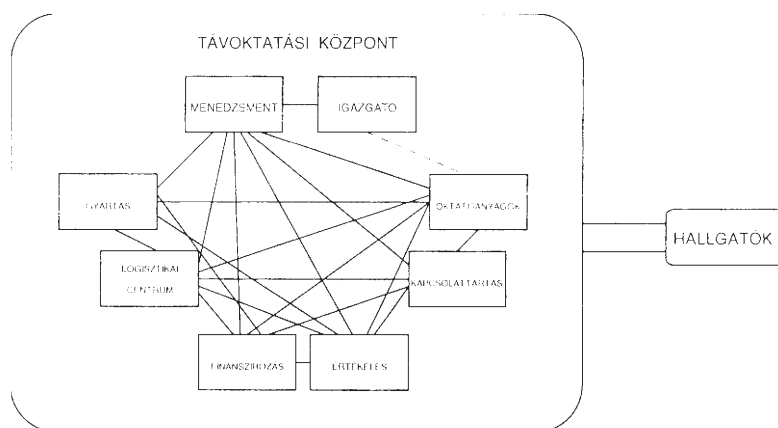 TÁVOKTATÁSI KÖZPONT
MENEDZSMENT
IGAZGATÓ
GYÁRTÁS
OKTATÓANYAGOK
HALLGATÓK
LOGISZTIKAI
CENTRUM
KAPCSOLATTARTÁS
FINANSZÍROZÁS
ÉRTÉKELÉS